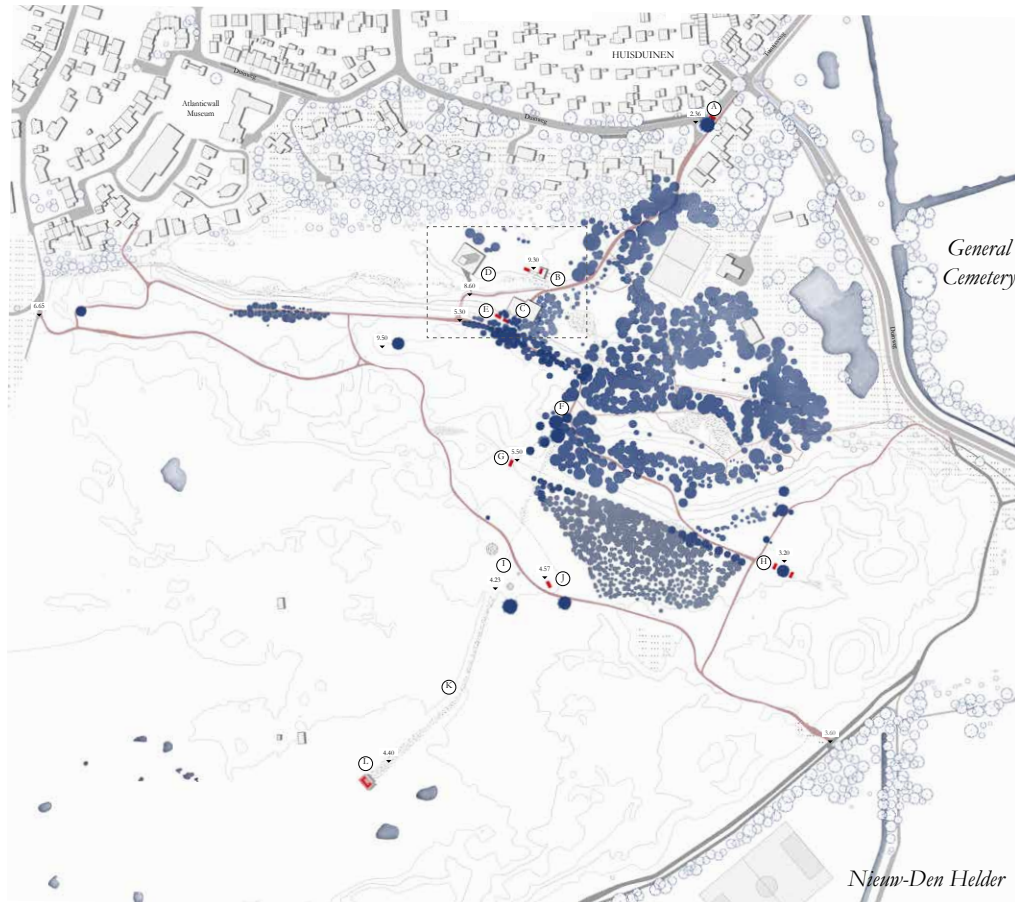 HUISDUINEN
Duinweg
Atlanticwall
Museum
A
2.36
Duinweg
General
Cemetery
9.30
B
D
8.60
6.65
E
C
5.30
9.50
Duinweg
F
G
5.50
H
3.20
I
4.57
J
4.23
K
5.60
4.40
L
Nieuw-Den Helder